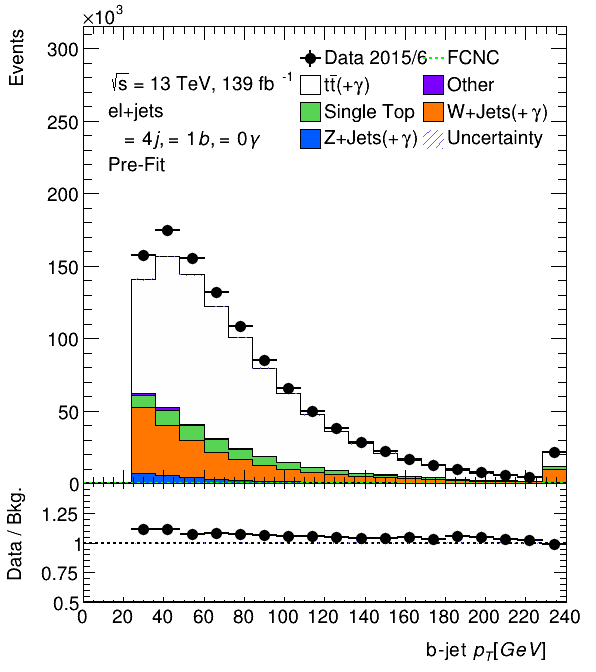 ×10³
Events
300
250
200
150
100
50
0
√s = 13 TeV, 139 fb⁻¹
el+jets
= 4j, = 1b, = 0γ
Pre-Fit
Data 2015/6
FCNC
tt̄(+γ)
Other
Single Top
W+Jets(+γ)
Z+Jets(+γ)
Uncertainty
Data / Bkg.
1.25
1
0.75
0.5
0 20 40 60 80 100 120 140 160 180 200 220 240
b-jet p_T[GeV]